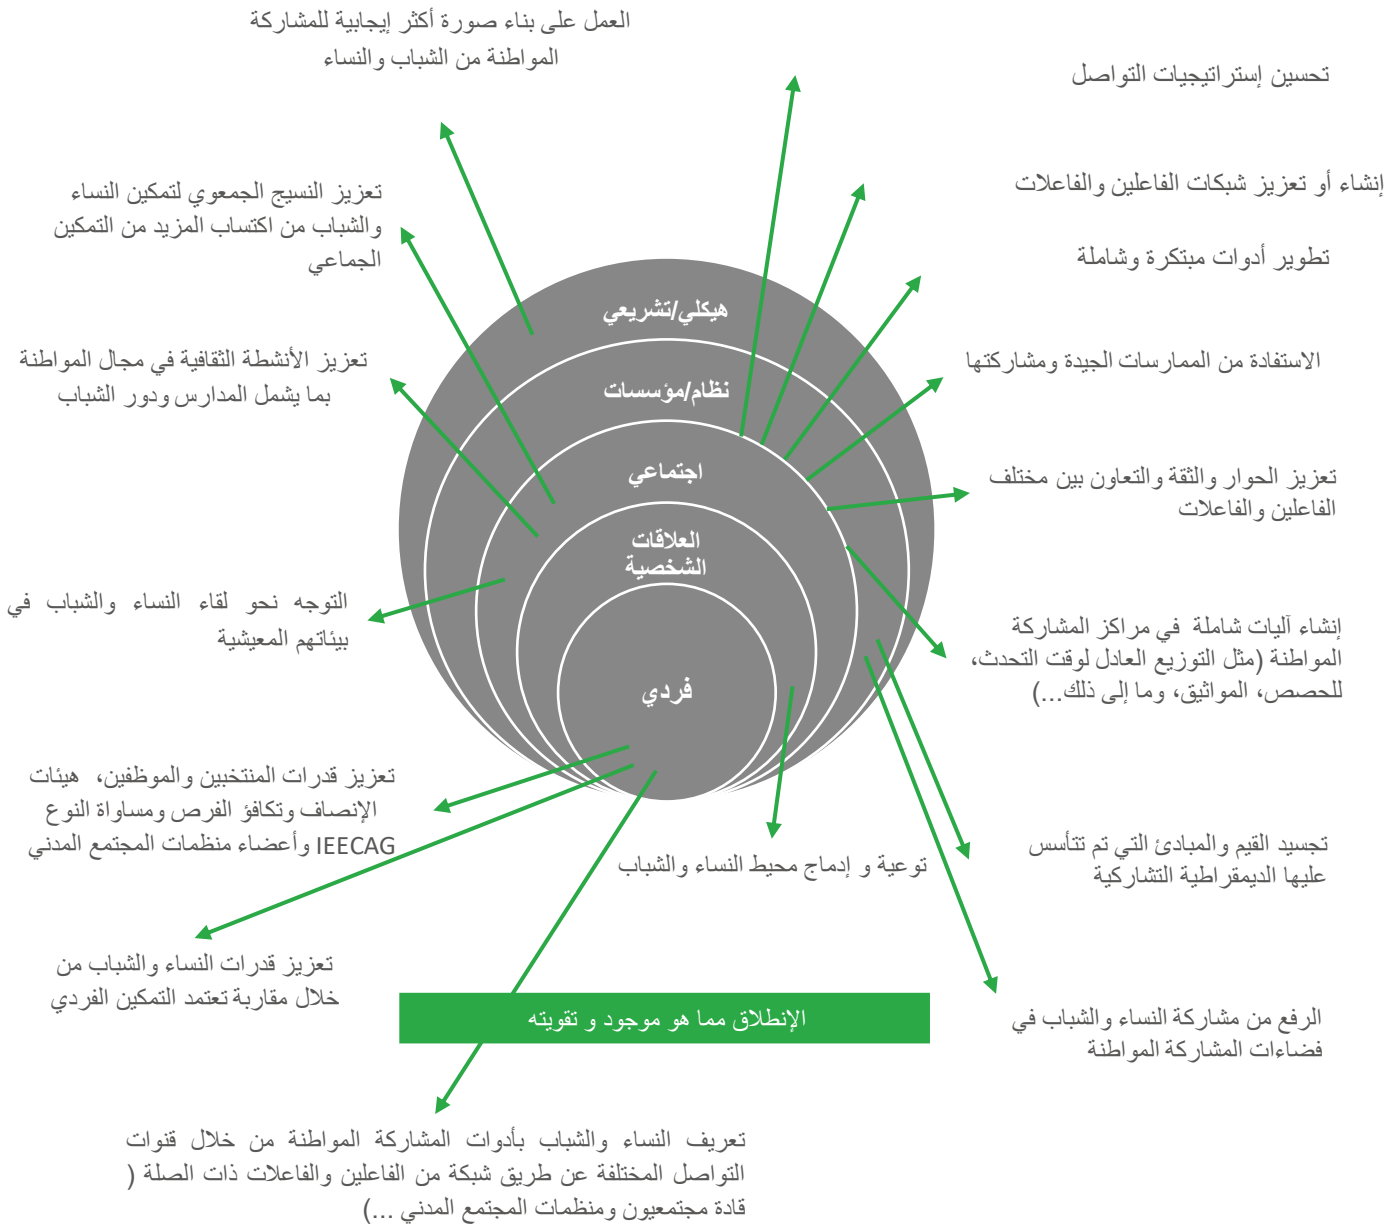 العمل على بناء صورة أكثر إيجابية للمشاركة
المواطنة من الشباب والنساء
تحسين إستراتيجيات التواصل
إنشاء أو تعزيز شبكات الفاعلين والفاعلات
تطوير أدوات مبتكرة وشاملة
الاستفادة من الممارسات الجيدة ومشاركتها
تعزيز الحوار والثقة والتعاون بين مختلف
الفاعلين والفاعلات
إنشاء آليات شاملة في مراكز المشاركة
المواطنة (مثل التوزيع العادل لوقت التحدث،
للحصص، المواثيق، وما إلى ذلك...)
تجسيد القيم والمبادئ التي تم تتأسس
عليها الديمقراطية التشاركية
الرفع من مشاركة النساء والشباب في
فضاءات المشاركة المواطنة
هيكلي/تشريعي
نظام/مؤسسات
اجتماعي
العلاقات
الشخصية
فردي
تعزيز النسيج الجمعوي لتمكين النساء
والشباب من اكتساب المزيد من التمكين
الجماعي
تعزيز الأنشطة الثقافية في مجال المواطنة
بما يشمل المدارس ودور الشباب
التوجه نحو لقاء النساء والشباب في
بيئاتهم المعيشية
تعزيز قدرات المنتخبين والموظفين، هيئات
الإنصاف وتكافؤ الفرص ومساواة النوع
IEECAG وأعضاء منظمات المجتمع المدني
توعية و إدماج محيط النساء والشباب
تعزيز قدرات النساء والشباب من
خلال مقاربة تعتمد التمكين الفردي
الإنطلاق مما هو موجود و تقويته
تعريف النساء والشباب بأدوات المشاركة المواطنة من خلال قنوات
التواصل المختلفة عن طريق شبكة من الفاعلين والفاعلات ذات الصلة (
قادة مجتمعيون ومنظمات المجتمع المدني ...)